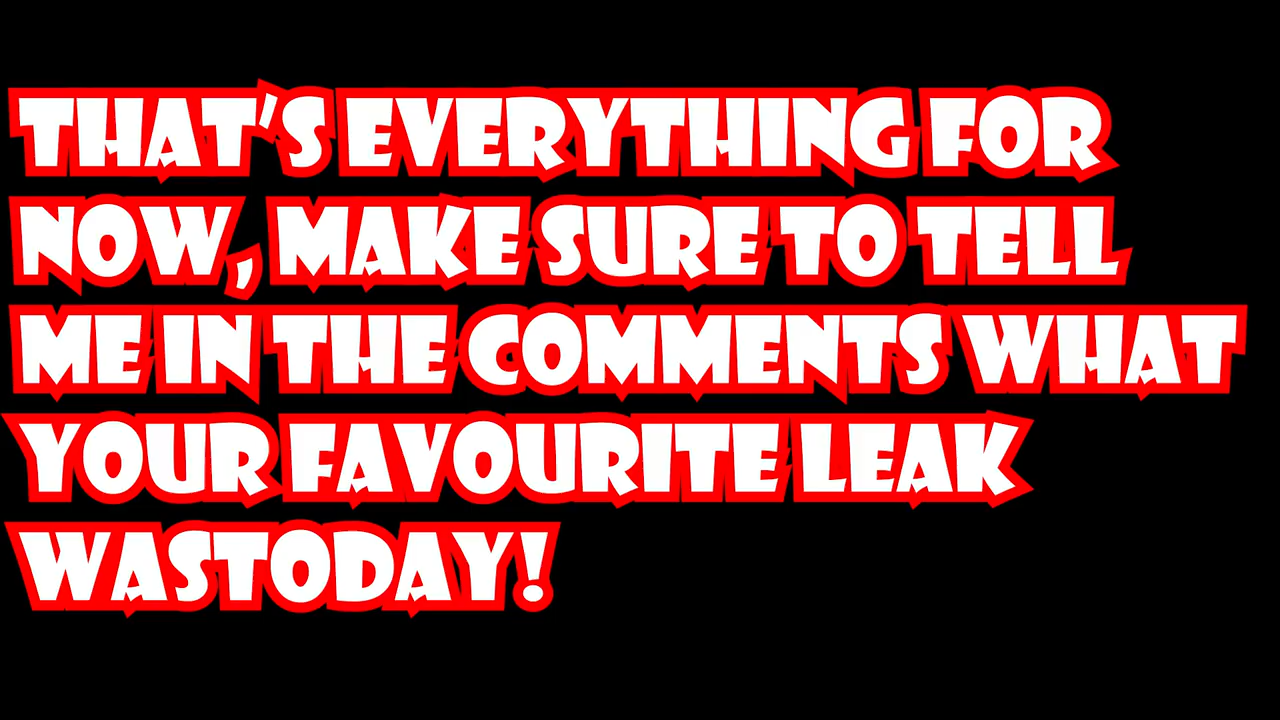 THAT'S EVERYTHING FOR
NOW, MAKE SURE TO TELL
ME IN THE COMMENTS WHAT
YOUR FAVOURITE LEAK
WASTODAY!